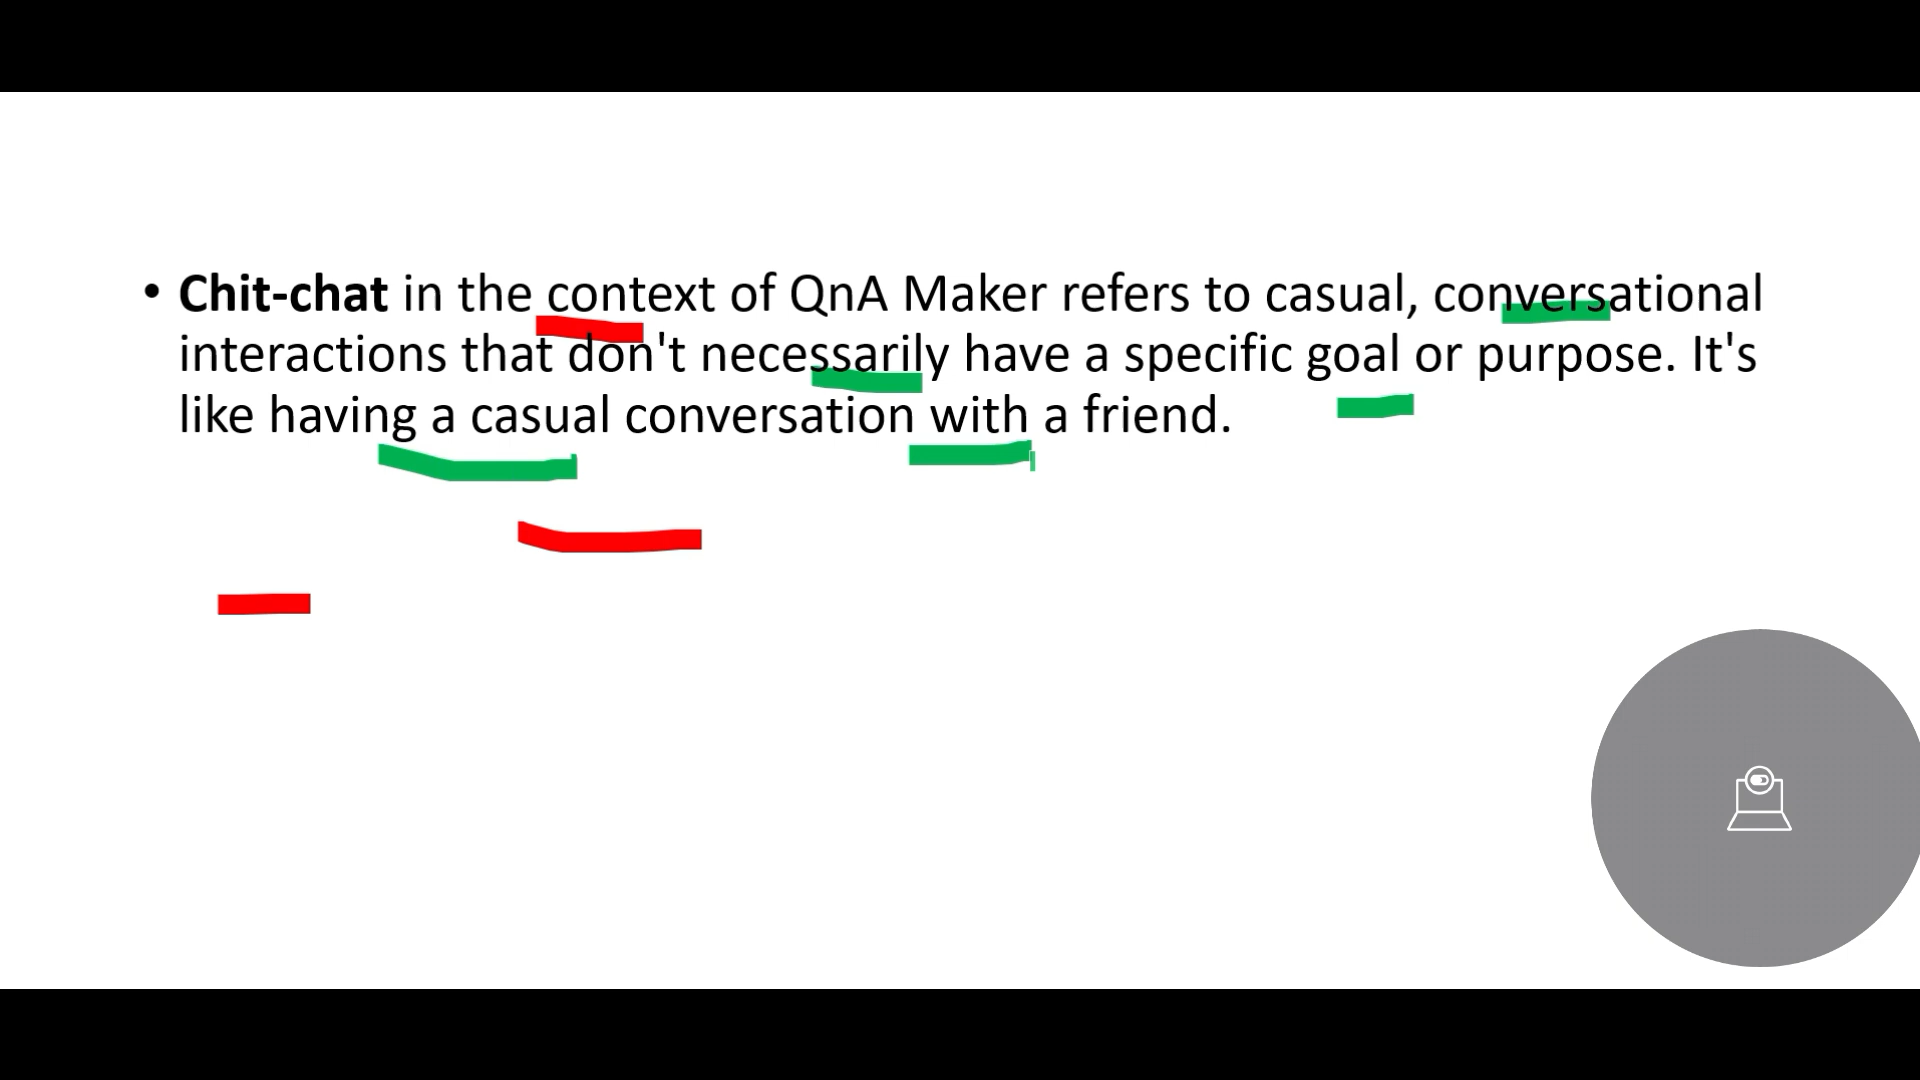 • Chit-chat in the context of QnA Maker refers to casual, conversational
interactions that don't necessarily have a specific goal or purpose. It's
like having a casual conversation with a friend.